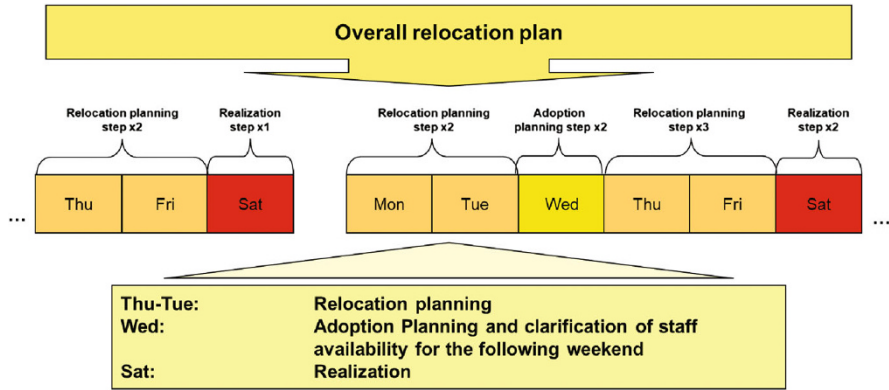 Overall relocation plan
Relocation planning
step x2
Realization
step x1
Relocation planning
step x2
Adoption
planning step x2
Relocation planning
step x3
Realization
step x2
... Thu Fri Sat Mon Tue Wed Thu Fri Sat ...
Thu-Tue: Relocation planning
Wed: Adoption Planning and clarification of staff
availability for the following weekend
Sat: Realization